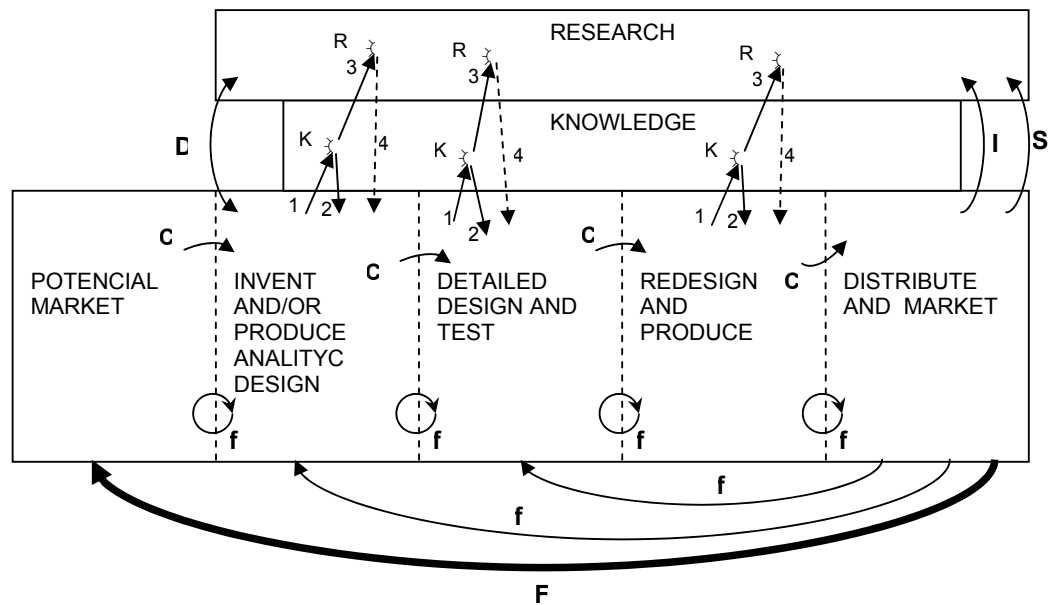 RESEARCH
R
R
R
3
3
3
KNOWLEDGE
K
K
K
4
4
4
D
I
S
1
2
1
2
1
2
C
C
C
C
POTENCIAL
MARKET
INVENT
AND/OR
PRODUCE
ANALITYC
DESIGN
DETAILED
DESIGN AND
TEST
REDESIGN
AND
PRODUCE
DISTRIBUTE
AND MARKET
f
f
f
f
f
f
F